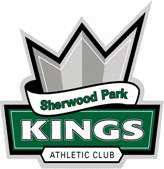 Sherwood Park
KINGS
ATHLETIC CLUB